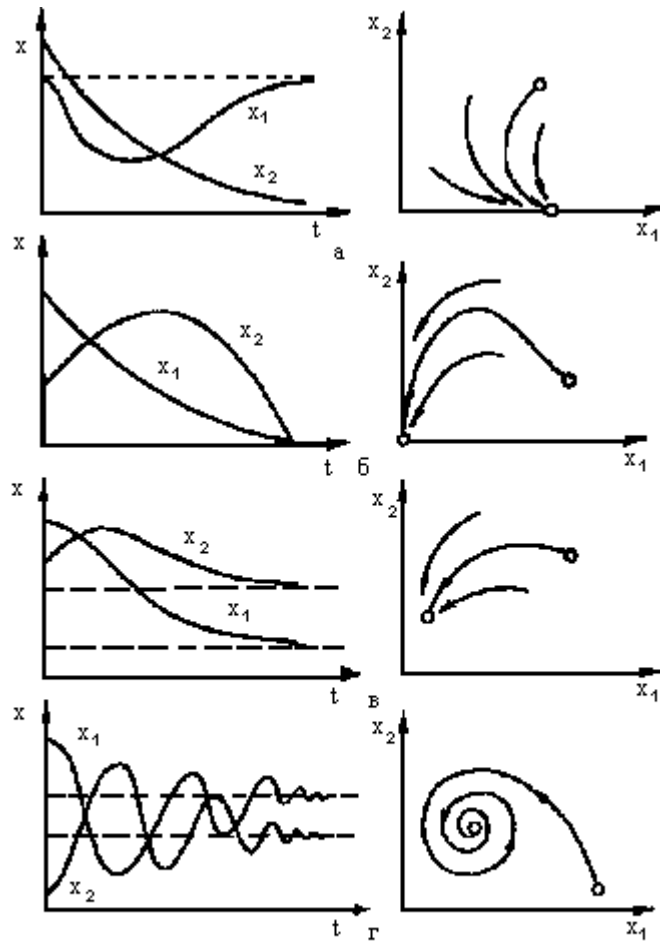 x
x₁
x₂
t
x₂
x₁
а
x
x₁
x₂
t
x₂
x₁
б
x
x₂
x₁
t
x₂
x₁
в
x
x₁
x₂
t
x₂
x₁
г